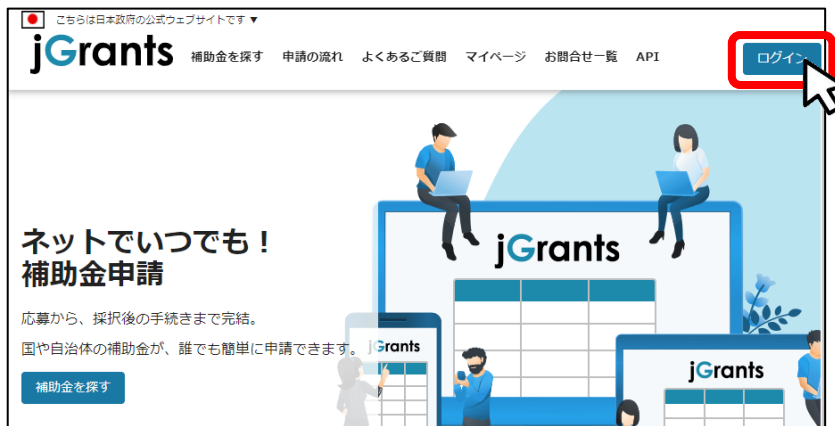 こちらは日本政府の公式ウェブサイトです ▼
jGrants 補助金を探す 申請の流れ よくあるご質問 マイページ お問合せ一覧 API ログイン
jGrants
ネットでいつでも！
補助金申請
応募から、採択後の手続きまで完結。
国や自治体の補助金が、誰でも簡単に申請できます。
jGrants
jGrants
補助金を探す